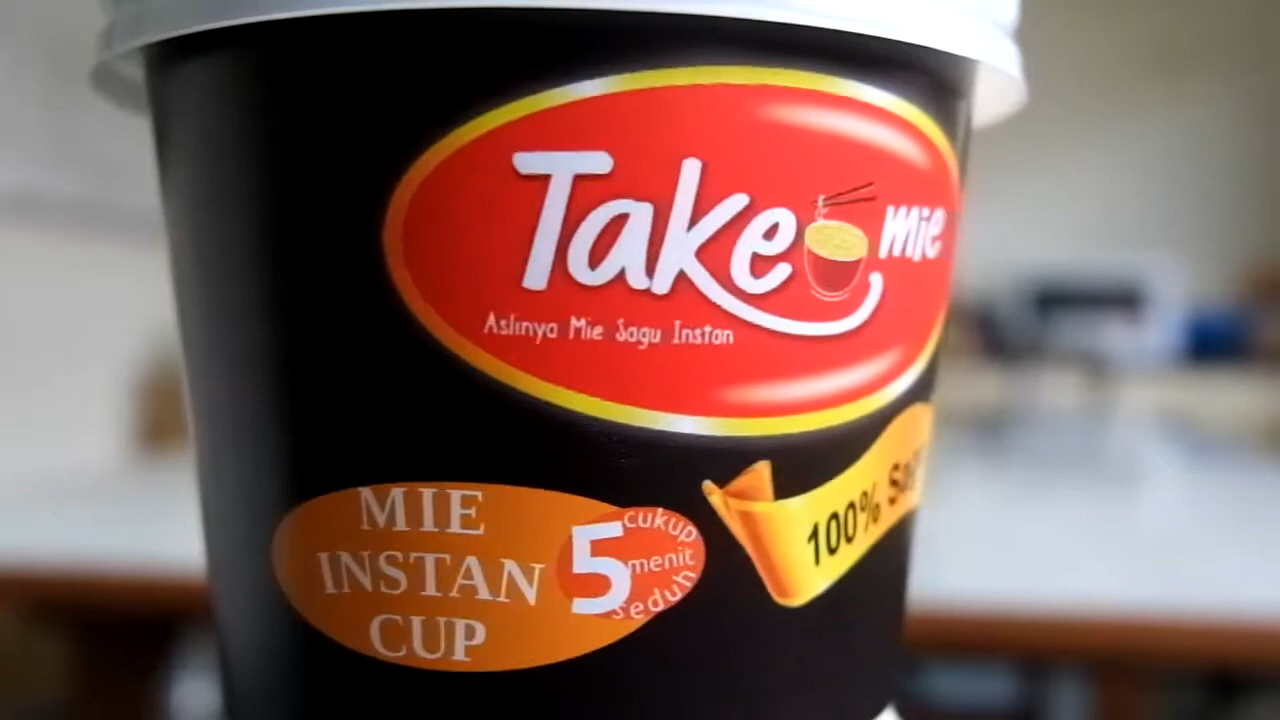 Take mie
Aslinya Mie Sagu Instan
MIE
INSTAN
CUP
5
cukup
menit
seduh
100%